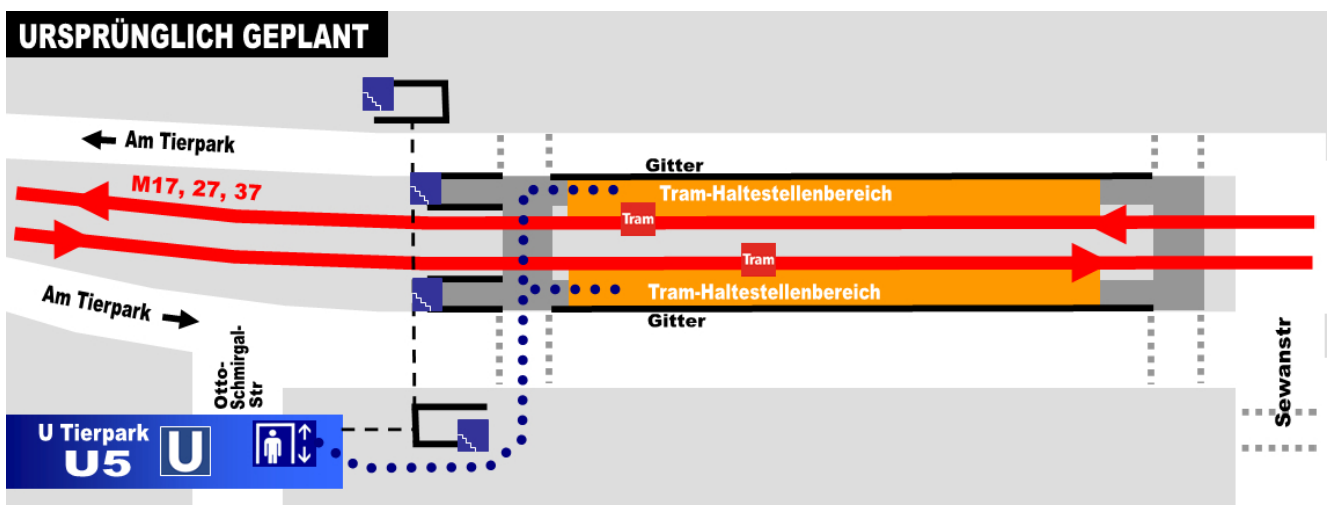 URSPRÜNGLICH GEPLANT
Am Tierpark
M17, 27, 37
Gitter
Tram-Haltestellenbereich
Tram
Tram
Tram-Haltestellenbereich
Gitter
Am Tierpark
Otto-
Schmirgal-
Str
Sewanstr
U Tierpark
U5
U